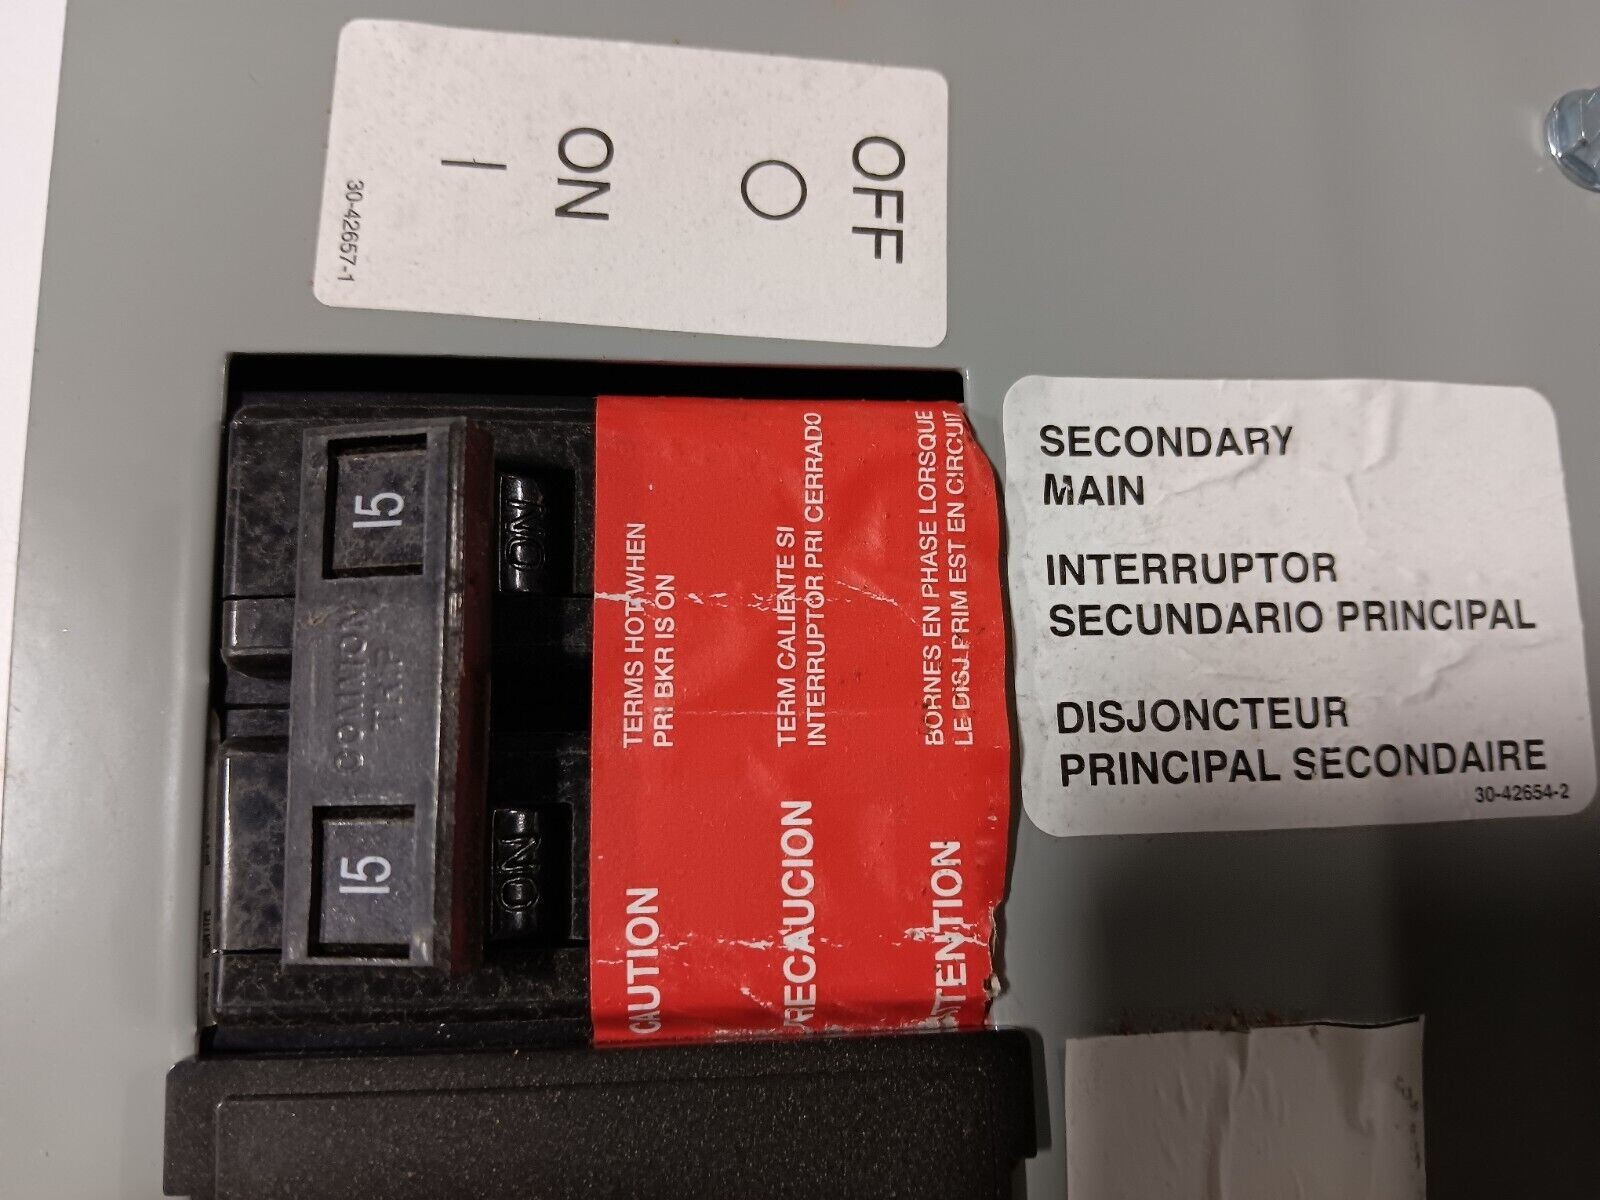 OFF
O
ON
I
30-42657-1
15
COMMON
TRIP
15
ON
ON
CAUTION
TERMS HOT WHEN
PRI BKR IS ON
PRECAUCION
TERM CALIENTE SI
INTERRUPTOR PRI CERRADO
ATTENTION
BORNES EN PHASE LORSQUE
LE DISJ PRIM EST EN CIRCUIT
SECONDARY
MAIN
INTERRUPTOR
SECUNDARIO PRINCIPAL
DISJONCTEUR
PRINCIPAL SECONDAIRE
30-42654-2